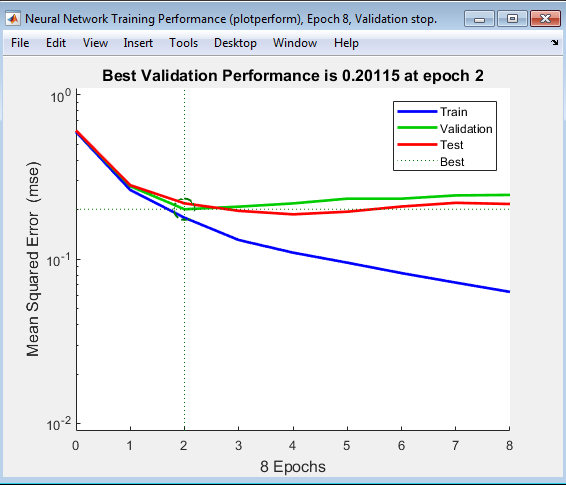 Neural Network Training Performance (plotperform), Epoch 8, Validation stop.
File Edit View Insert Tools Desktop Window Help
Best Validation Performance is 0.20115 at epoch 2
Train
Validation
Test
Best
Mean Squared Error (mse)
10^0
10^-1
10^-2
0 1 2 3 4 5 6 7 8
8 Epochs